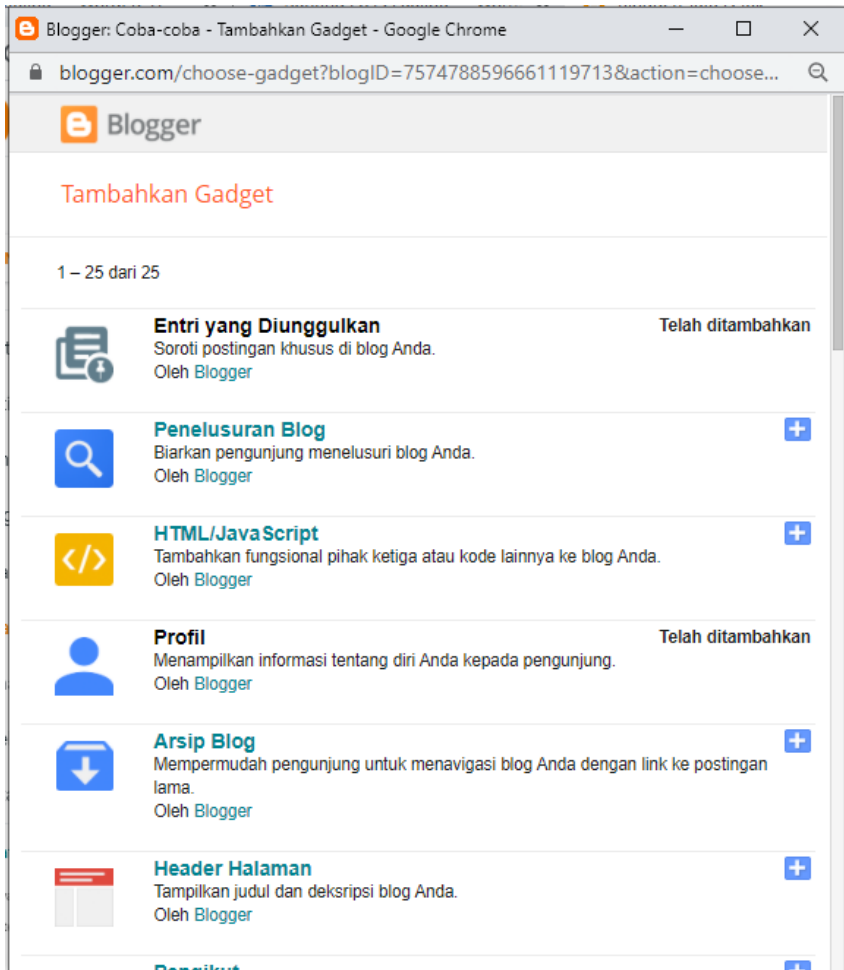 Blogger: Coba-coba - Tambahkan Gadget - Google Chrome
blogger.com/choose-gadget?blogID=7574788596661119713&action=choose...
Blogger
Tambahkan Gadget
1 – 25 dari 25
Entri yang Diunggulkan Telah ditambahkan
Soroti postingan khusus di blog Anda.
Oleh Blogger
Penelusuran Blog
Biarkan pengunjung menelusuri blog Anda.
Oleh Blogger
HTML/JavaScript
Tambahkan fungsional pihak ketiga atau kode lainnya ke blog Anda.
Oleh Blogger
Profil Telah ditambahkan
Menampilkan informasi tentang diri Anda kepada pengunjung.
Oleh Blogger
Arsip Blog
Mempermudah pengunjung untuk menavigasi blog Anda dengan link ke postingan
lama.
Oleh Blogger
Header Halaman
Tampilkan judul dan deksripsi blog Anda.
Oleh Blogger
Pengikut